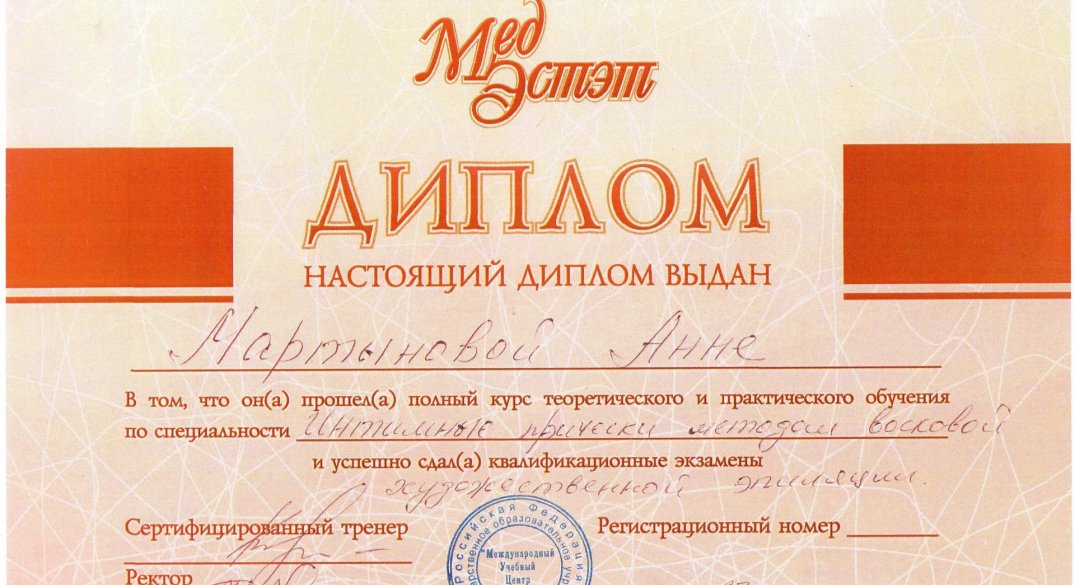 Мед
Эстэт
ДИПЛОМ
НАСТОЯЩИЙ ДИПЛОМ ВЫДАН
Мартыновой Анне
В том, что он(а) прошел(а) полный курс теоретического и практического обучения
по специальности Интимные прически методом восковой
и успешно сдал(а) квалификационные экзамены
художественной эпиляции.
Сертифицированный тренер
Регистрационный номер
Ректор
Российская Федерация
образовательное
"Международный
Учебный
Центр